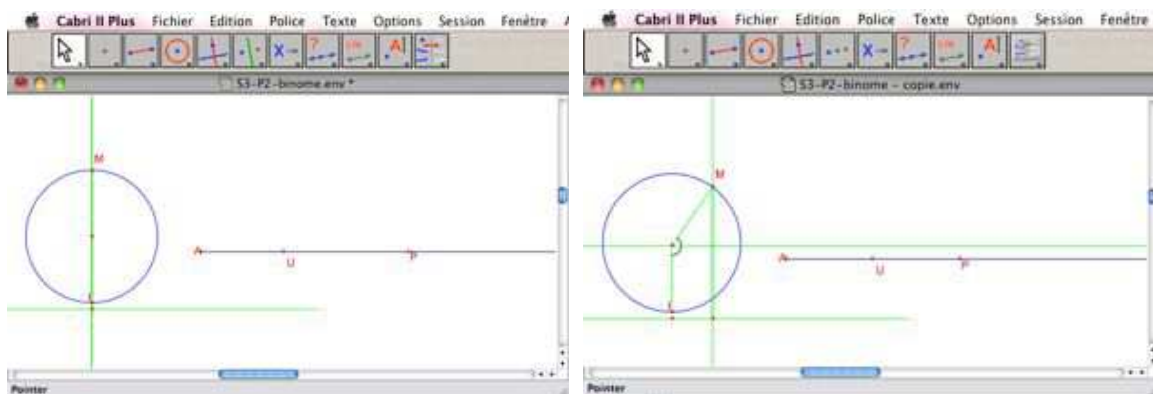 Cabri II Plus Fichier Edition Police Texte Options Session Fenêtre
A
S3-P2-binome.env *
M
A
U
P
L
Pointer
Cabri II Plus Fichier Edition Police Texte Options Session Fenêtre
A
S3-P2-binome - copie.env
M
A
U
P
Pointer